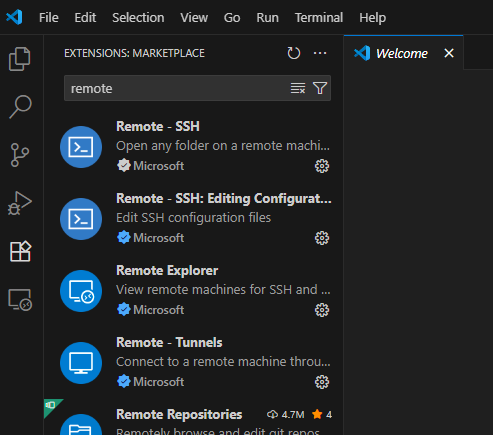 File Edit Selection View Go Run Terminal Help
EXTENSIONS: MARKETPLACE
Welcome
remote
Remote - SSH
Open any folder on a remote machi...
Microsoft
Remote - SSH: Editing Configurat...
Edit SSH configuration files
Microsoft
Remote Explorer
View remote machines for SSH and ...
Microsoft
Remote - Tunnels
Connect to a remote machine throu...
Microsoft
Remote Repositories 4.7M 4
Remotely browse and edit git repos